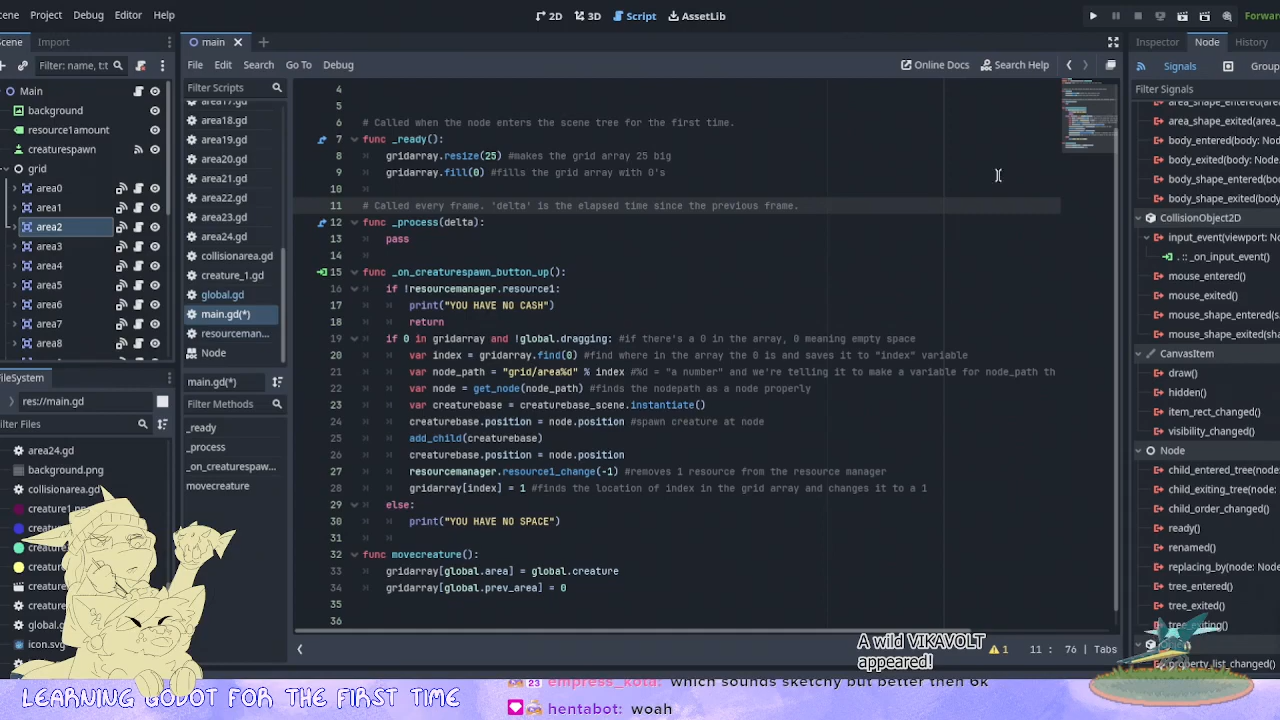 cene Project Debug Editor Help
2D 3D Script AssetLib
Forward
Scene Import
Filter: name, t:t
Main
background
resource1amount
creaturespawn
grid
area0
area1
area2
area3
area4
area5
area6
area7
area8
FileSystem
res://main.gd
Filter Files
area24.gd
background.png
collisionarea.gd
creature1.pn
creatu
creature
creature
creature
creature
global.g
icon.svg
main
File Edit Search Go To Debug
Online Docs Search Help
Filter Scripts
area17.gd
area18.gd
area19.gd
area20.gd
area21.gd
area22.gd
area23.gd
area24.gd
collisionarea.gd
creature_1.gd
global.gd
main.gd(*)
resourceman...
Node
main.gd(*)
Filter Methods
_ready
_process
_on_creaturespaw...
movecreature
4
5
6 # Called when the node enters the scene tree for the first time.
7 func _ready():
8 gridarray.resize(25) #makes the grid array 25 big
9 gridarray.fill(0) #fills the grid array with 0's
10
11 # Called every frame. 'delta' is the elapsed time since the previous frame.
12 func _process(delta):
13 pass
14
15 func _on_creaturespawn_button_up():
16 if !resourcemanager.resource1:
17 print("YOU HAVE NO CASH")
18 return
19 if 0 in gridarray and !global.dragging: #if there's a 0 in the array, 0 meaning empty space
20 var index = gridarray.find(0) #find where in the array the 0 is and saves it to "index" variable
21 var node_path = "grid/area%d" % index #%d = "a number" and we're telling it to make a variable for node_path th
22 var node = get_node(node_path) #finds the nodepath as a node properly
23 var creaturebase = creaturebase_scene.instantiate()
24 creaturebase.position = node.position #spawn creature at node
25 add_child(creaturebase)
26 creaturebase.position = node.position
27 resourcemanager.resource1_change(-1) #removes 1 resource from the resource manager
28 gridarray[index] = 1 #finds the location of index in the grid array and changes it to a 1
29 else:
30 print("YOU HAVE NO SPACE")
31
32 func movecreature():
33 gridarray[global.area] = global.creature
34 gridarray[global.prev_area] = 0
35
36
1 11 : 76 Tabs
Inspector Node History
Signals Group
Filter Signals
area_shape_entered(
area_shape_exited(
body_entered(body: N
body_exited(body: No
body_shape_entered(
body_shape_exited(b
CollisionObject2D
input_event(viewport: N
. :: _on_input_event()
mouse_entered()
mouse_exited()
mouse_shape_entered(s
mouse_shape_exited(sh
CanvasItem
draw()
hidden()
item_rect_changed()
visibility_changed()
Node
child_entered_tree(node
child_exiting_tree(node:
child_order_changed()
ready()
renamed()
replacing_by(node: Nod
tree_entered()
tree_exited()
tree_exiting()
property_list_changed()
A wild VIKAVOLT
appeared!
LEARNING GODOT FOR THE FIRST TIME
23 empress_kota: which sounds sketchy but better then 6k
hentabot: woah